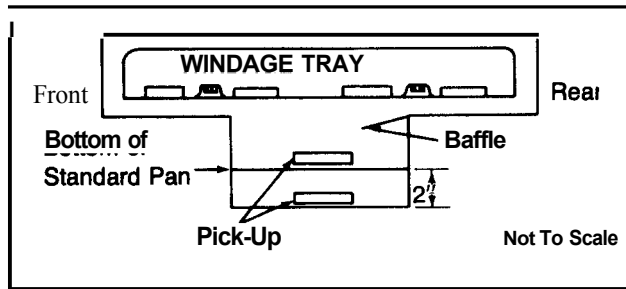 WINDAGE TRAY
Front
Rear
Bottom of
Standard Pan
Baffle
2"
Pick-Up
Not To Scale